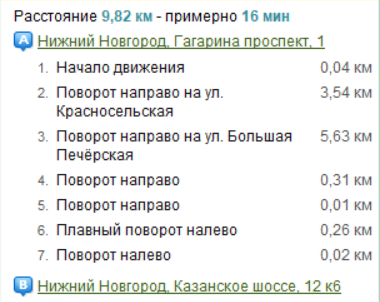 Расстояние 9,82 км - примерно 16 мин
A Нижний Новгород, Гагарина проспект, 1
1. Начало движения 0,04 км
2. Поворот направо на ул. 3,54 км
Красносельская
3. Поворот направо на ул. Большая 5,63 км
Печёрская
4. Поворот направо 0,31 км
5. Поворот направо 0,01 км
6. Плавный поворот налево 0,26 км
7. Поворот налево 0,02 км
B Нижний Новгород, Казанское шоссе, 12 к6